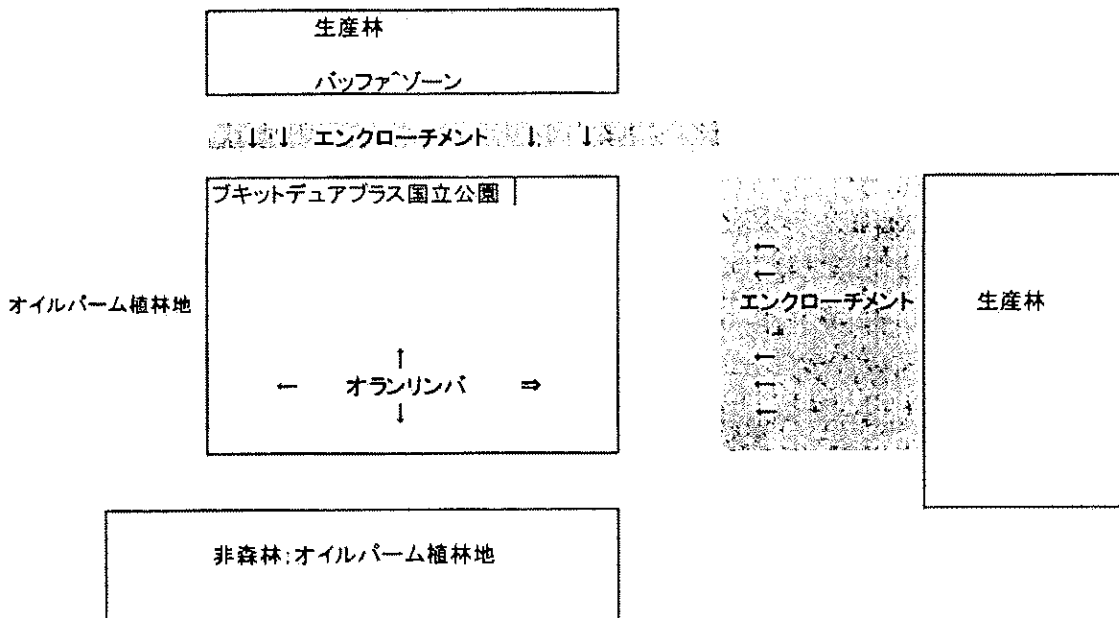 生産林
バッファ^ゾーン
↓↓ エンクローチメント ↓ ↓
ブキットデュアブラス国立公園
オイルパーム植林地
←
←
エンクローチメント
←
←
←
生産林
↑
← オランリンバ ⇒
↓
非森林;オイルパーム植林地